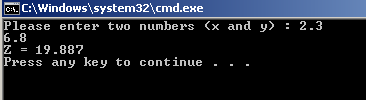 C:\Windows\system32\cmd.exe
Please enter two numbers (x and y) : 2.3
6.8
Z = 19.887
Press any key to continue . . .